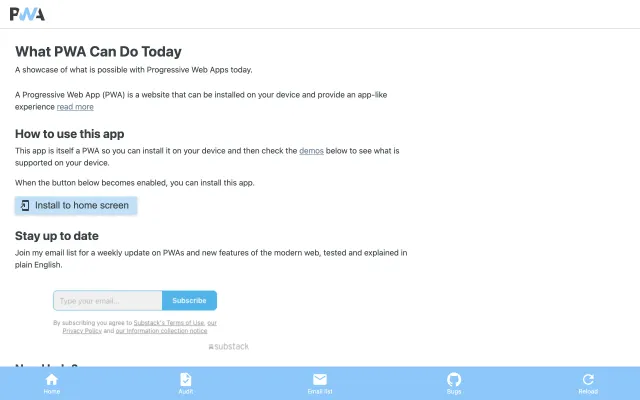 PWA
What PWA Can Do Today
A showcase of what is possible with Progressive Web Apps today.
A Progressive Web App (PWA) is a website that can be installed on your device and provide an app-like
experience read more
How to use this app
This app is itself a PWA so you can install it on your device and then check the demos below to see what is
supported on your device.
When the button below becomes enabled, you can install this app.
Install to home screen
Stay up to date
Join my email list for a weekly update on PWAs and new features of the modern web, tested and explained in
plain English.
Type your email...
Subscribe
By subscribing you agree to Substack's Terms of Use, our
Privacy Policy and our Information collection notice
substack
Home
Audit
Email list
Bugs
Reload